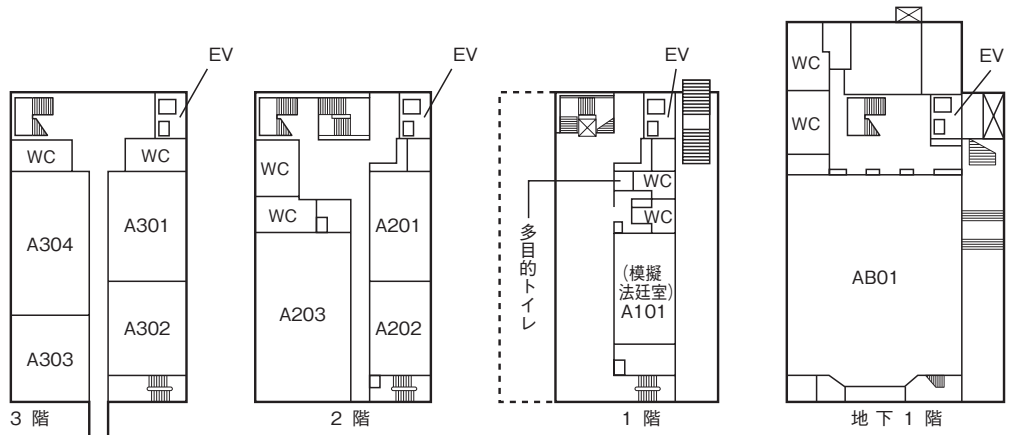 EV
WC
WC
A304
A301
A303
A302
3 階
EV
WC
WC
A201
A203
A202
2 階
EV
WC
WC
多目的トイレ
(模擬
法廷室)
A101
1 階
EV
WC
WC
AB01
地 下 1 階